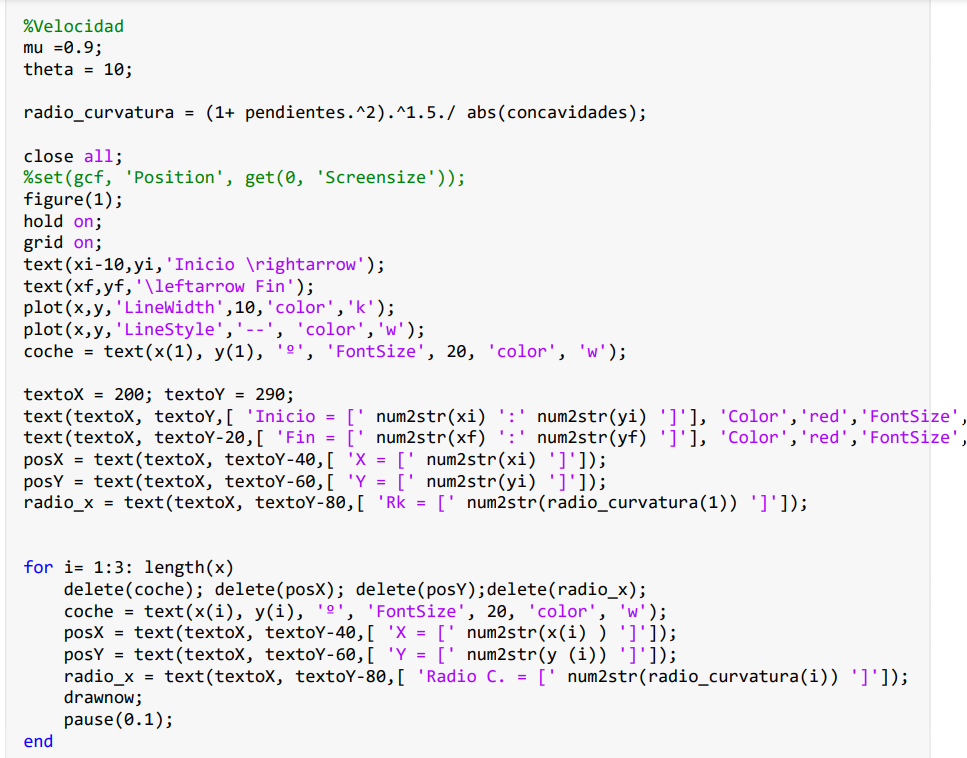 %Velocidad
mu =0.9;
theta = 10;
radio_curvatura = (1+ pendientes.^2).^1.5./ abs(concavidades);
close all;
%set(gcf, 'Position', get(0, 'Screensize'));
figure(1);
hold on;
grid on;
text(xi-10,yi,'Inicio \rightarrow');
text(xf,yf,'\leftarrow Fin');
plot(x,y,'LineWidth',10,'color','k');
plot(x,y,'LineStyle','--', 'color','w');
coche = text(x(1), y(1), 'º', 'FontSize', 20, 'color', 'w');
textoX = 200; textoY = 290;
text(textoX, textoY,[ 'Inicio = [' num2str(xi) ':' num2str(yi) ']'], 'Color','red','FontSize',
text(textoX, textoY-20,[ 'Fin = [' num2str(xf) ':' num2str(yf) ']'], 'Color','red','FontSize',
posX = text(textoX, textoY-40,[ 'X = [' num2str(xi) ']']);
posY = text(textoX, textoY-60,[ 'Y = [' num2str(yi) ']']);
radio_x = text(textoX, textoY-80,[ 'Rk = [' num2str(radio_curvatura(1)) ']']);
for i= 1:3: length(x)
delete(coche); delete(posX); delete(posY);delete(radio_x);
coche = text(x(i), y(i), 'º', 'FontSize', 20, 'color', 'w');
posX = text(textoX, textoY-40,[ 'X = [' num2str(x(i) ) ']']);
posY = text(textoX, textoY-60,[ 'Y = [' num2str(y (i)) ']']);
radio_x = text(textoX, textoY-80,[ 'Radio C. = [' num2str(radio_curvatura(i)) ']']);
drawnow;
pause(0.1);
end